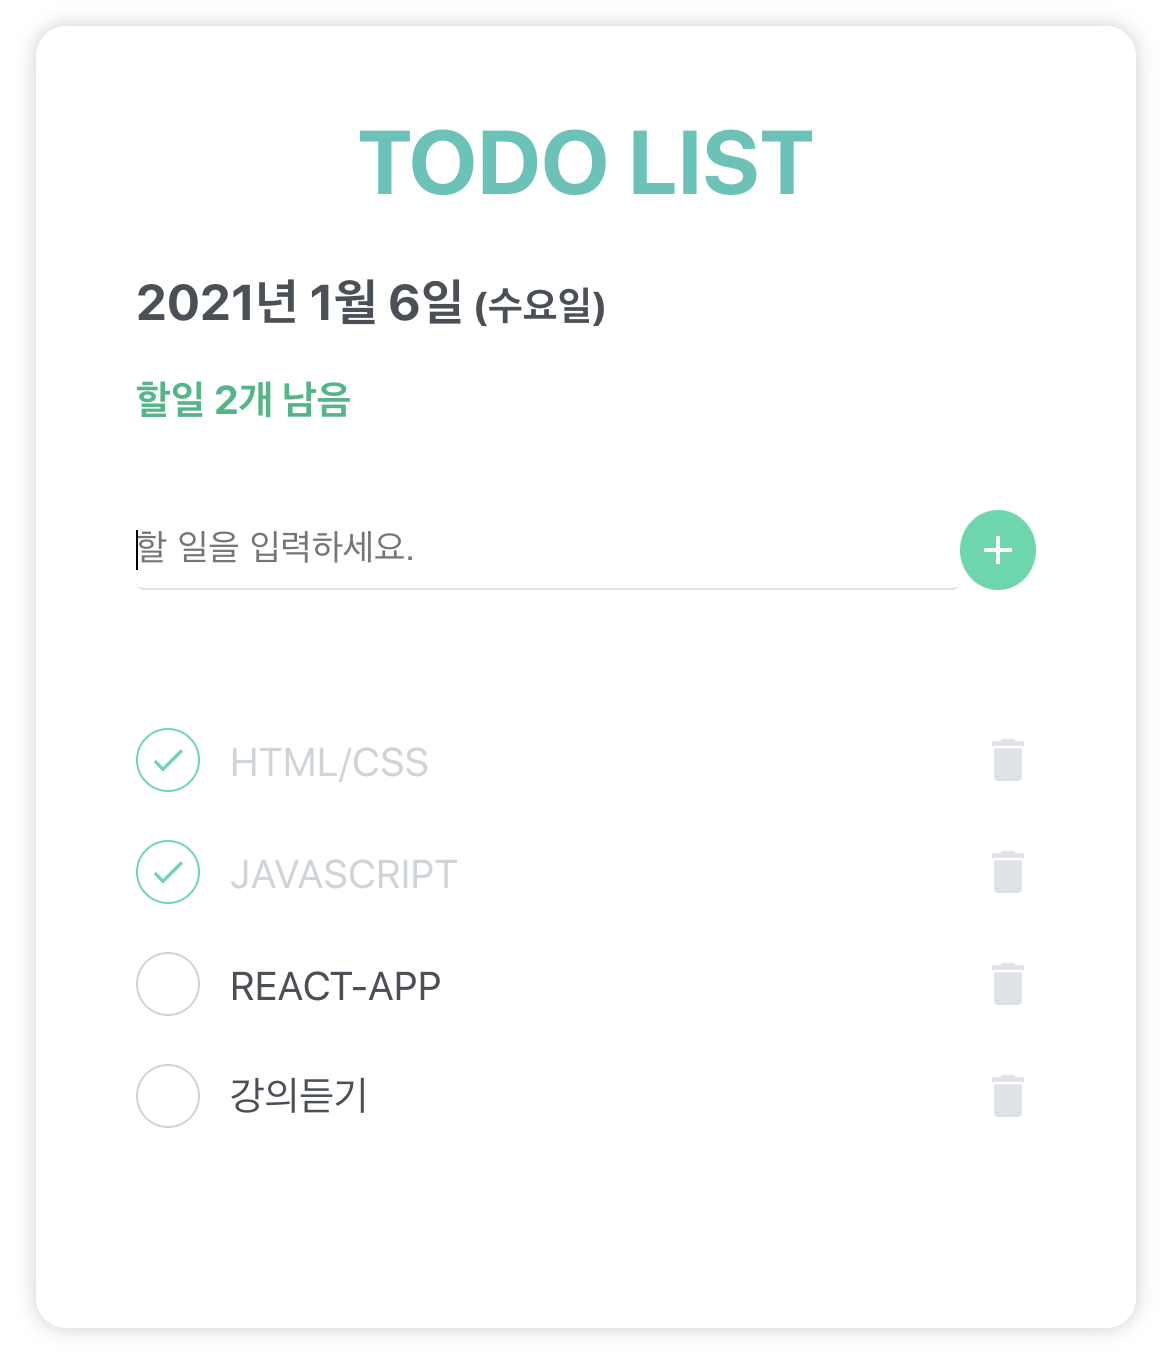 TODO LIST
2021년 1월 6일 (수요일)
할일 2개 남음
할 일을 입력하세요.
HTML/CSS
JAVASCRIPT
REACT-APP
강의듣기